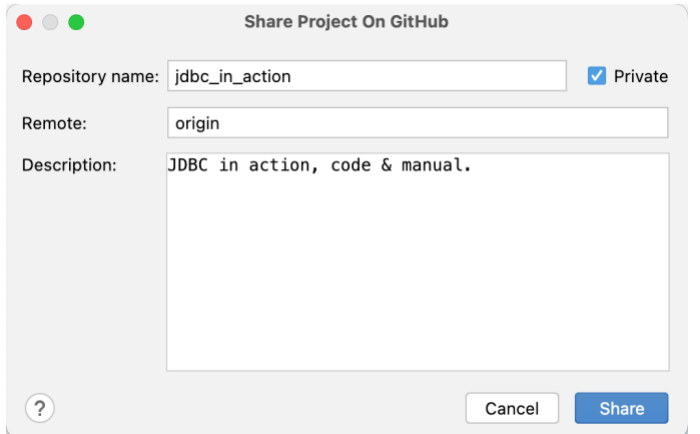 Share Project On GitHub
Repository name: jdbc_in_action Private
Remote: origin
Description: JDBC in action, code & manual.
? Cancel Share